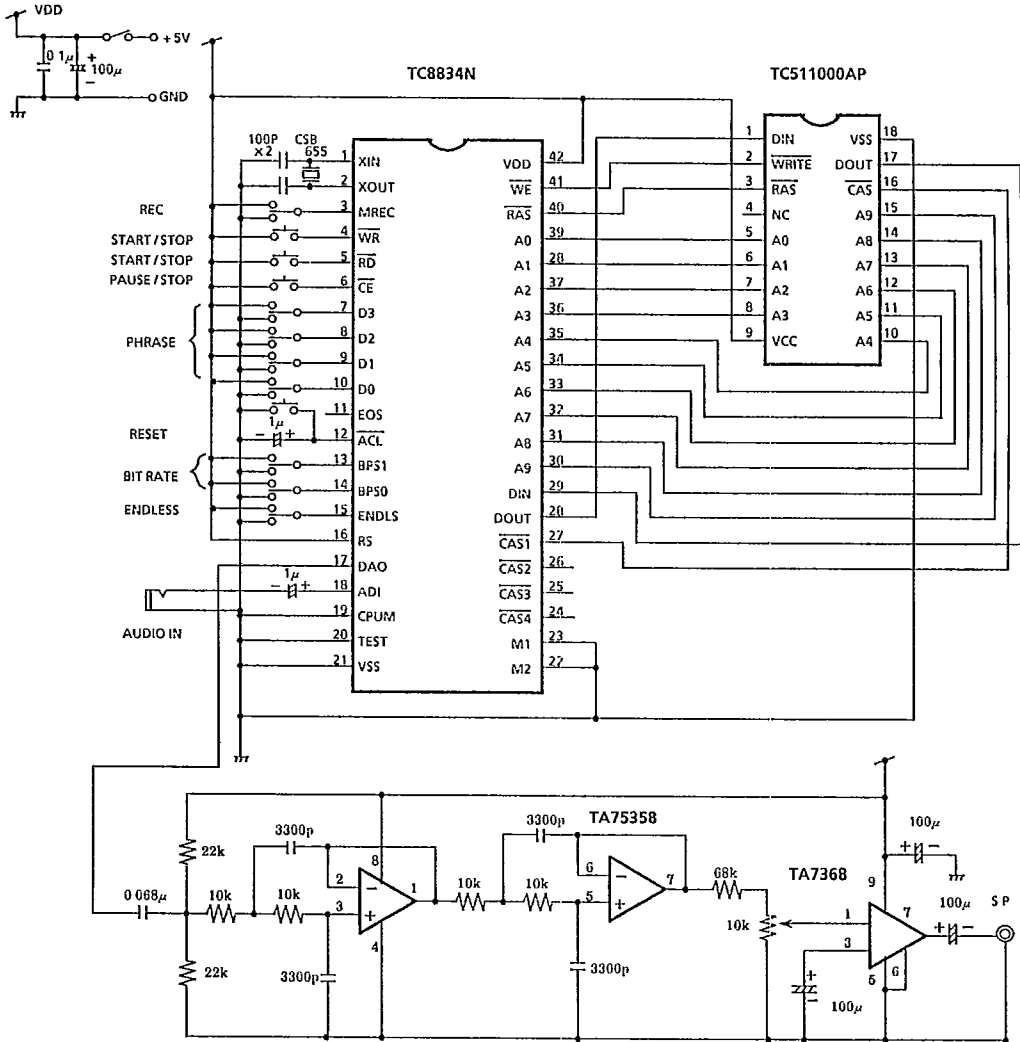 VDD
+5V
0 1µ
+
100µ
−
GND
TC8834N
TC511000AP
100P
×2
CSB
655
REC
START/STOP
START/STOP
PAUSE/STOP
PHRASE
RESET
1µ
− +
BIT RATE
ENDLESS
1µ
− +
AUDIO IN
1 XIN
2 XOUT
3 MREC
4 WR
5 RD
6 CE
7 D3
8 D2
9 D1
10 D0
11 EOS
12 ACL
13 BPS1
14 BPS0
15 ENDLS
16 RS
17 DAO
18 ADI
19 CPUM
20 TEST
21 VSS
VDD 42
WE 41
RAS 40
A0 39
A1 28
A2 37
A3 36
A4 35
A5 34
A6 33
A7 32
A8 31
A9 30
DIN 29
DOUT 20
CAS1 27
CAS2 26
CAS3 25
CAS4 24
M1 23
M2 22
1 DIN
2 WRITE
3 RAS
4 NC
5 A0
6 A1
7 A2
8 A3
9 VCC
VSS 18
DOUT 17
CAS 16
A9 15
A8 14
A7 13
A6 12
A5 11
A4 10
0 068µ
22k
22k
10k
10k
3300p
3300p
8
2 −
3 +
1
4
10k
10k
3300p
3300p
TA75358
6 −
5 +
7
68k
10k
TA7368
100µ
+ −
9
1
3
7
5
6
+
−
100µ
100µ
+ −
SP